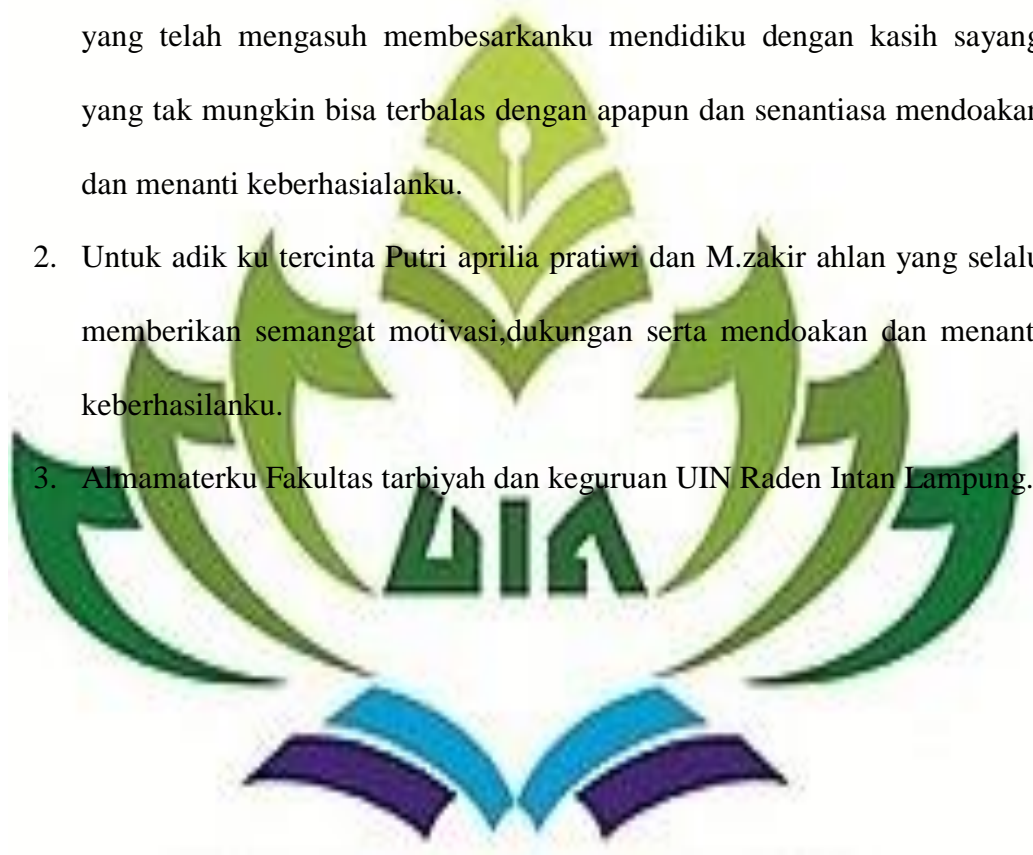 yang telah mengasuh membesarkanku mendidiku dengan kasih sayang
yang tak mungkin bisa terbalas dengan apapun dan senantiasa mendoakan
dan menanti keberhasialanku.
2. Untuk adik ku tercinta Putri aprilia pratiwi dan M.zakir ahlan yang selalu
memberikan semangat motivasi,dukungan serta mendoakan dan menanti
keberhasilanku.
3. Almamaterku Fakultas tarbiyah dan keguruan UIN Raden Intan Lampung.
UIN